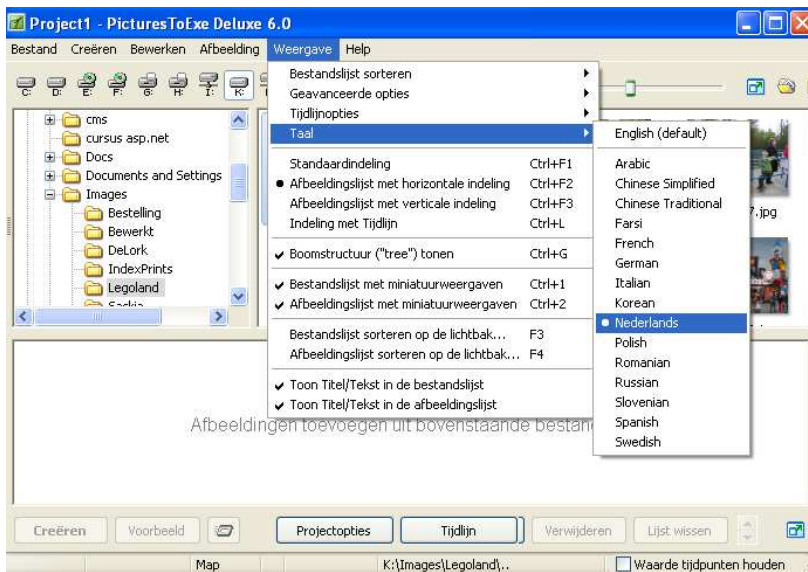 Project1 - PicturesToExe Deluxe 6.0
Bestand Creëren Bewerken Afbeelding Weergave Help
C: D: E: F: G: H: I: K:
cms
cursus asp.net
Docs
Documents and Settings
Images
Bestelling
Bewerkt
DeLork
IndexPrints
Legoland
Bestandslijst sorteren
Geavanceerde opties
Tijdlijnopties
Taal
Standaardindeling Ctrl+F1
Afbeeldingslijst met horizontale indeling Ctrl+F2
Afbeeldingslijst met verticale indeling Ctrl+F3
Indeling met Tijdlijn Ctrl+L
Boomstructuur ("tree") tonen Ctrl+G
Bestandslijst met miniatuurweergaven Ctrl+1
Afbeeldingslijst met miniatuurweergaven Ctrl+2
Bestandslijst sorteren op de lichtbak... F3
Afbeeldingslijst sorteren op de lichtbak... F4
Toon Titel/Tekst in de bestandslijst
Toon Titel/Tekst in de afbeeldingslijst
English (default)
Arabic
Chinese Simplified
Chinese Traditional
Farsi
French
German
Italian
Korean
Nederlands
Polish
Romanian
Russian
Slovenian
Spanish
Swedish
7.jpg
Afbeeldingen toevoegen uit bovenstaande bestand
Creëren Voorbeeld Projectopties Tijdlijn Verwijderen Lijst wissen
Map K:\Images\Legoland\.. Waarde tijdpunten houden